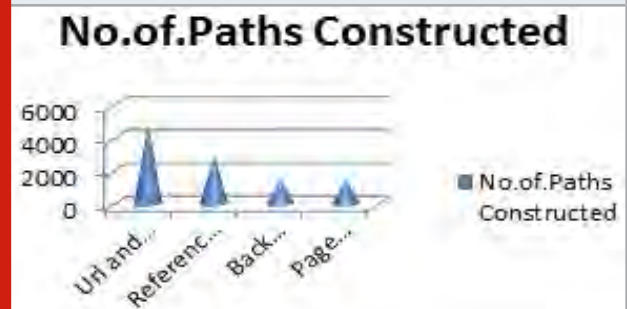 No.of.Paths Constructed
6000
4000
2000
0
Url and...
Referenc...
Back...
Page...
No.of.Paths
Constructed